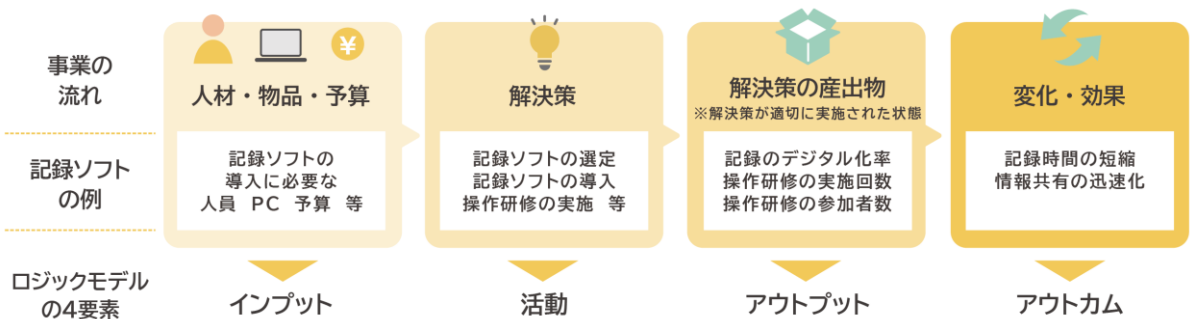 事業の
流れ
人材・物品・予算
解決策
解決策の産出物
※解決策が適切に実施された状態
変化・効果
記録ソフト
の例
記録ソフトの
導入に必要な
人員 PC 予算 等
記録ソフトの選定
記録ソフトの導入
操作研修の実施 等
記録のデジタル化率
操作研修の実施回数
操作研修の参加者数
記録時間の短縮
情報共有の迅速化
ロジックモデル
の4要素
インプット
活動
アウトプット
アウトカム
¥